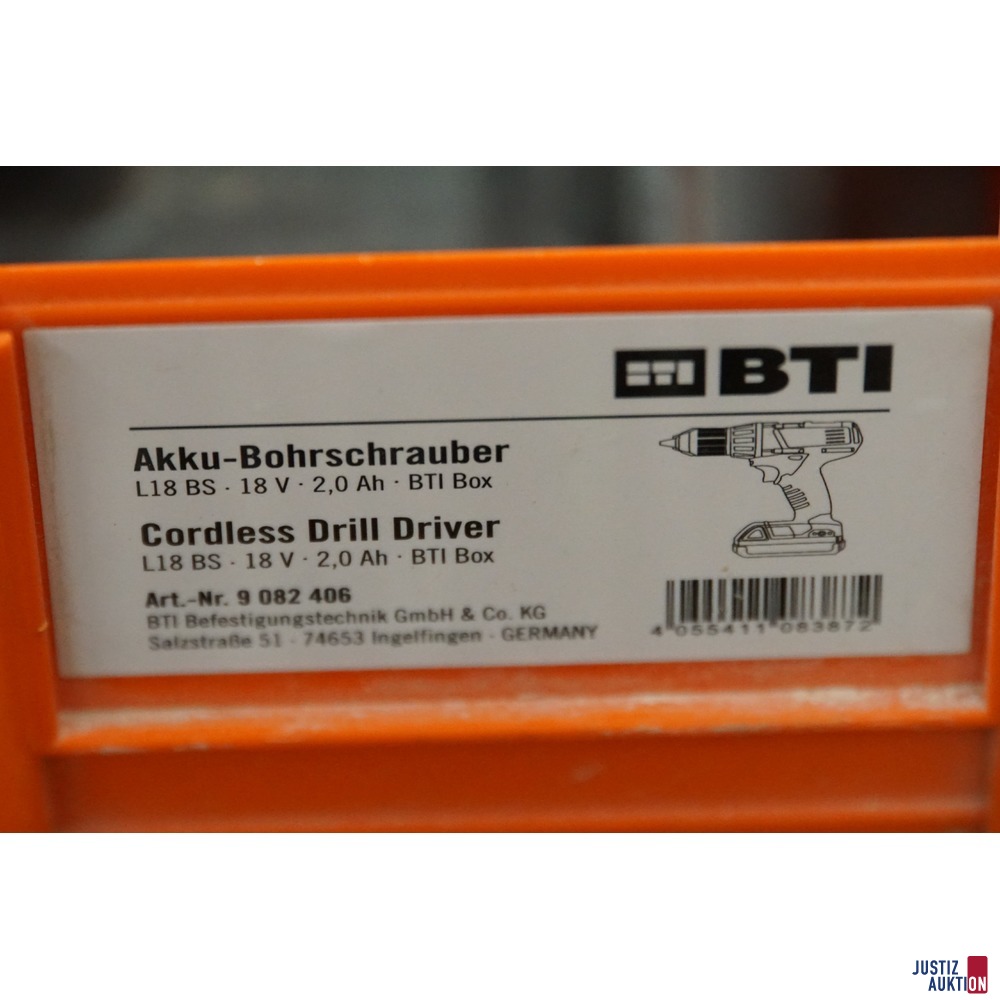 BTI
Akku-Bohrschrauber
L18 BS · 18 V · 2,0 Ah · BTI Box
Cordless Drill Driver
L18 BS · 18 V · 2,0 Ah · BTI Box
Art.-Nr. 9 082 406
BTI Befestigungstechnik GmbH & Co. KG
Salzstraße 51 · 74653 Ingelfingen · GERMANY
4 055411 083872
JUSTIZ
AUKTION